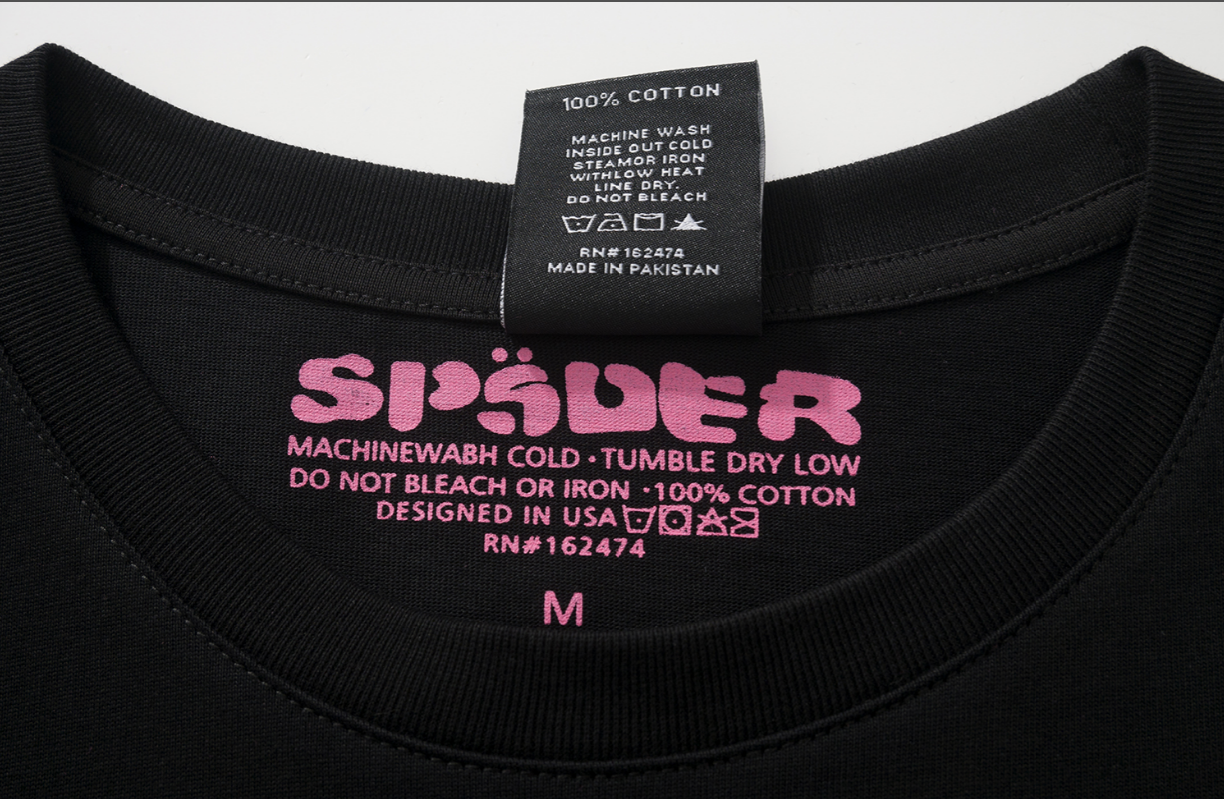 100% COTTON
MACHINE WASH
INSIDE OUT COLD
STEAMOR IRON
WITHLOW HEAT
LINE DRY.
DO NOT BLEACH
RN#162474
MADE IN PAKISTAN
SPS̈DER
MACHINEWABH COLD · TUMBLE DRY LOW
DO NOT BLEACH OR IRON · 100% COTTON
DESIGNED IN USA
RN#162474
M